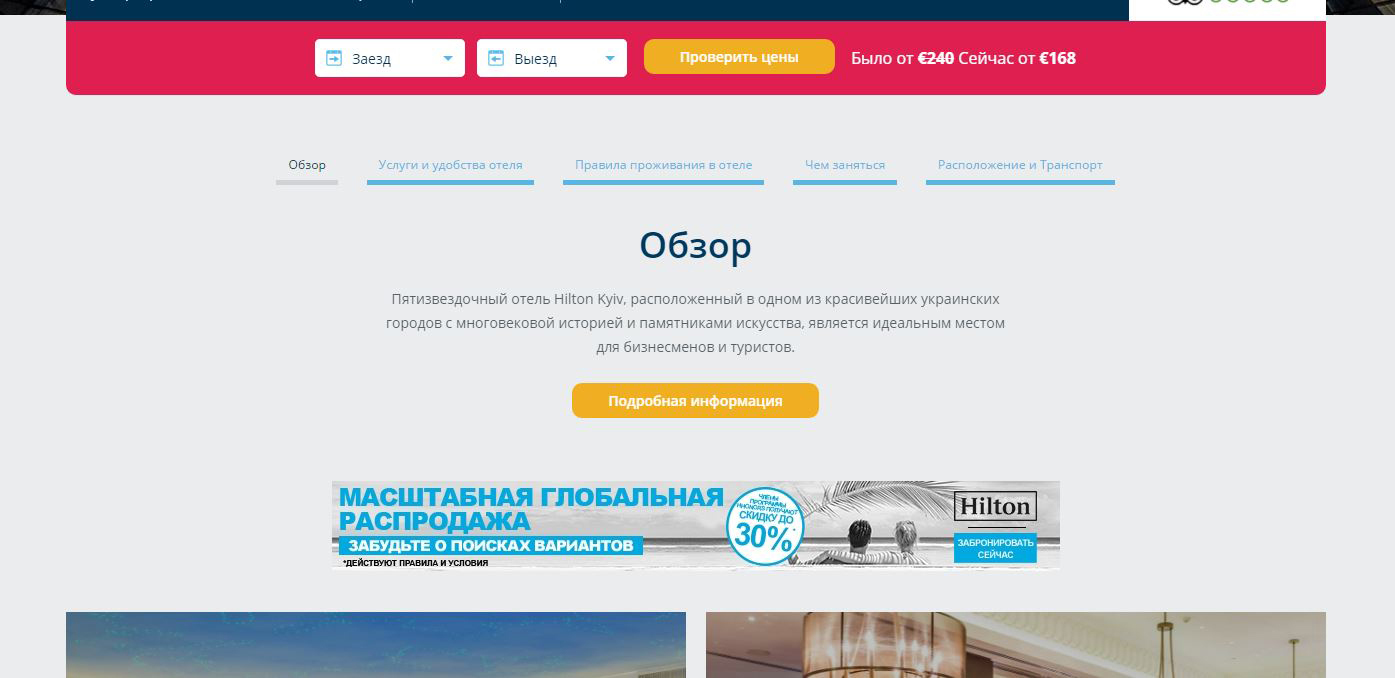 Заезд
Выезд
Проверить цены
Было от €240 Сейчас от €168
Обзор
Услуги и удобства отеля
Правила проживания в отеле
Чем заняться
Расположение и Транспорт
Обзор
Пятизвездочный отель Hilton Kyiv, расположенный в одном из красивейших украинских
городов с многовековой историей и памятниками искусства, является идеальным местом
для бизнесменов и туристов.
Подробная информация
МАСШТАБНАЯ ГЛОБАЛЬНАЯ
РАСПРОДАЖА
ЗАБУДЬТЕ О ПОИСКАХ ВАРИАНТОВ
*ДЕЙСТВУЮТ ПРАВИЛА И УСЛОВИЯ
ЧЛЕНЫ
ПРОГРАММЫ
HHONORS ПОЛУЧАЮТ
СКИДКУ ДО
30%*
Hilton
ЗАБРОНИРОВАТЬ
СЕЙЧАС